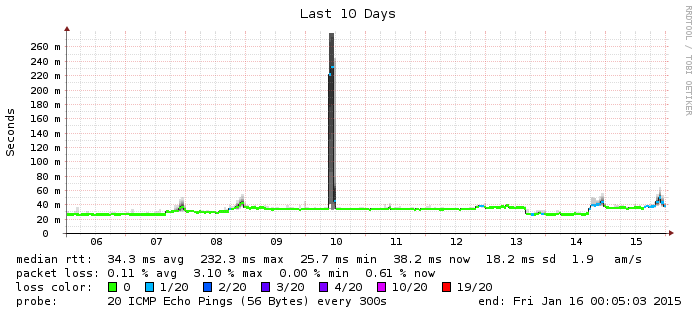 Last 10 Days
RRDTOOL / TOBI OETIKER
Seconds
260 m
240 m
220 m
200 m
180 m
160 m
140 m
120 m
100 m
80 m
60 m
40 m
20 m
0
06 07 08 09 10 11 12 13 14 15
median rtt: 34.3 ms avg 232.3 ms max 25.7 ms min 38.2 ms now 18.2 ms sd 1.9 am/s
packet loss: 0.11 % avg 3.10 % max 0.00 % min 0.61 % now
loss color: 0 1/20 2/20 3/20 4/20 10/20 19/20
probe: 20 ICMP Echo Pings (56 Bytes) every 300s end: Fri Jan 16 00:05:03 2015